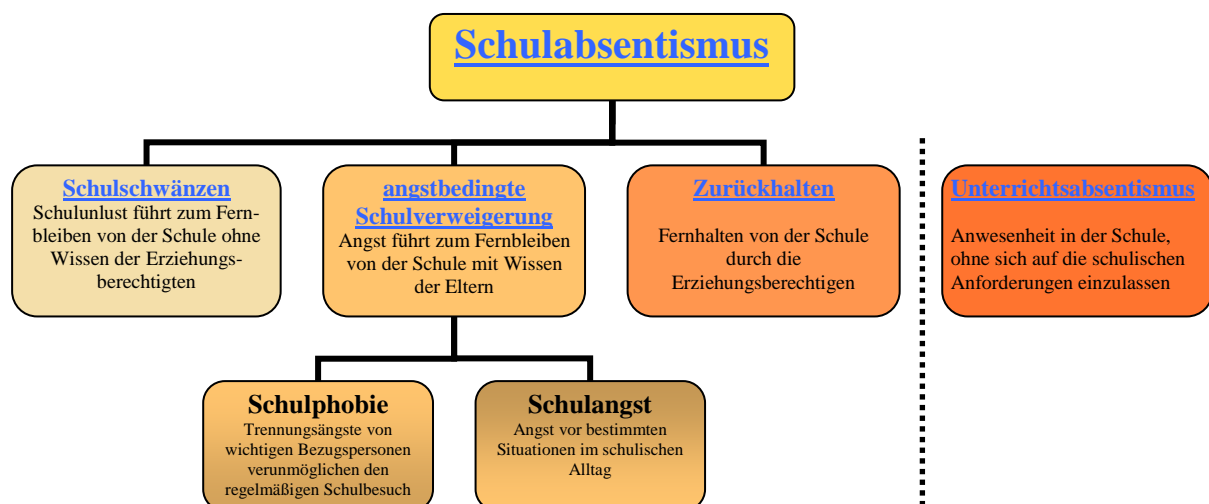 Schulabsentismus
Schulschwänzen
Schulunlust führt zum Fern-
bleiben von der Schule ohne
Wissen der Erziehungs-
berechtigten
angstbedingte
Schulverweigerung
Angst führt zum Fernbleiben
von der Schule mit Wissen
der Eltern
Zurückhalten
Fernhalten von der Schule
durch die
Erziehungsberechtigen
Unterrichtsabsentismus
Anwesenheit in der Schule,
ohne sich auf die schulischen
Anforderungen einzulassen
Schulphobie
Trennungsängste von
wichtigen Bezugspersonen
verunmöglichen den
regelmäßigen Schulbesuch
Schulangst
Angst vor bestimmten
Situationen im schulischen
Alltag